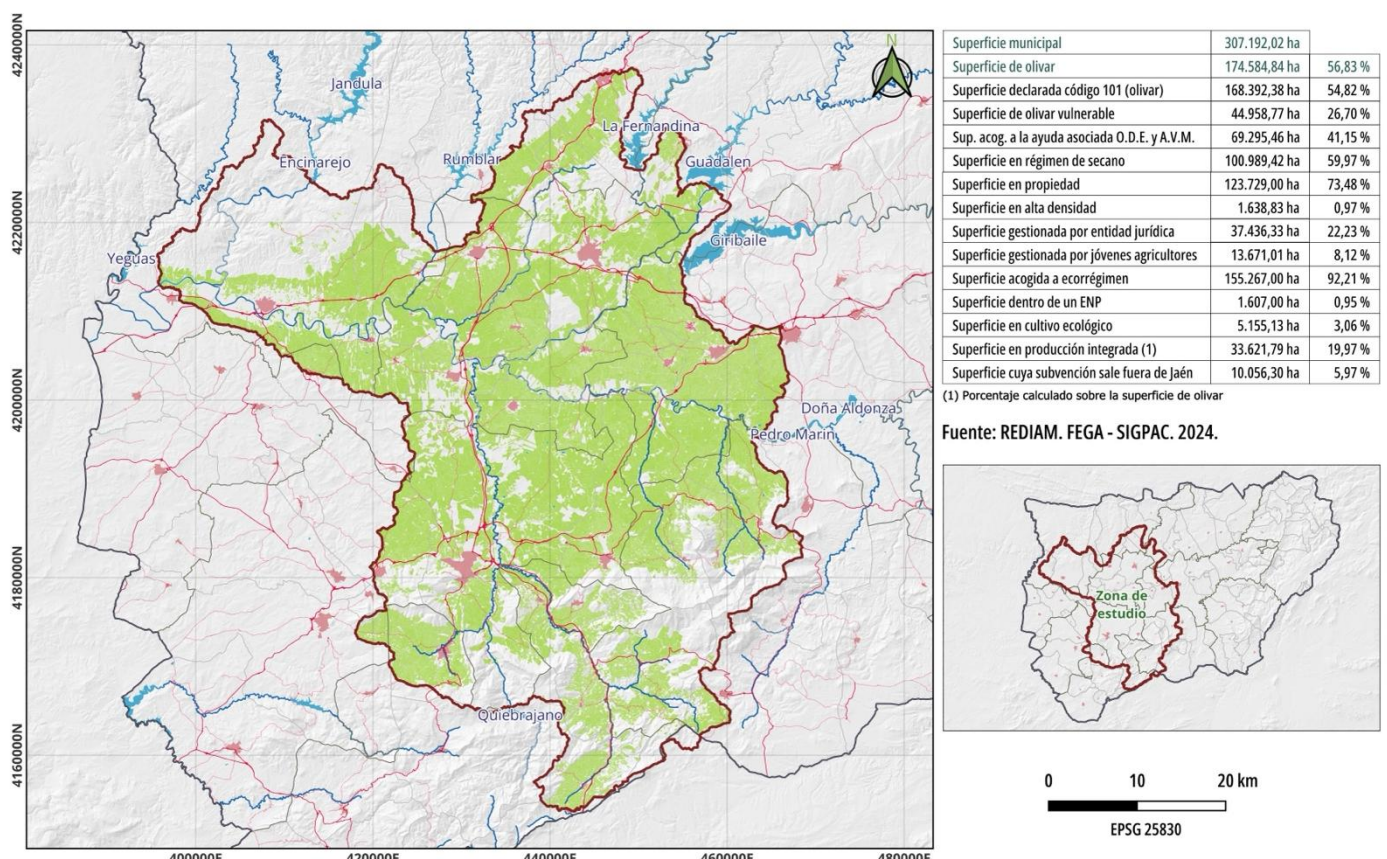 4240000N
4220000N
4200000N
4180000N
4160000N
Jandula
Encinarejo
Rumblar
La Fernandina
Guadalen
Giribaile
Yeguas
Doña Aldonza
Pedro Marin
Quiebrajano
N
400000E
420000E
440000E
460000E
480000E
Superficie municipal 307.192,02 ha
Superficie de olivar 174.584,84 ha 56,83 %
Superficie declarada código 101 (olivar) 168.392,38 ha 54,82 %
Superficie de olivar vulnerable 44.958,77 ha 26,70 %
Sup. acog. a la ayuda asociada O.D.E. y A.V.M. 69.295,46 ha 41,15 %
Superficie en régimen de secano 100.989,42 ha 59,97 %
Superficie en propiedad 123.729,00 ha 73,48 %
Superficie en alta densidad 1.638,83 ha 0,97 %
Superficie gestionada por entidad jurídica 37.436,33 ha 22,23 %
Superficie gestionada por jóvenes agricultores 13.671,01 ha 8,12 %
Superficie acogida a ecorrégimen 155.267,00 ha 92,21 %
Superficie dentro de un ENP 1.607,00 ha 0,95 %
Superficie en cultivo ecológico 5.155,13 ha 3,06 %
Superficie en producción integrada (1) 33.621,79 ha 19,97 %
Superficie cuya subvención sale fuera de Jaén 10.056,30 ha 5,97 %
(1) Porcentaje calculado sobre la superficie de olivar
Fuente: REDIAM. FEGA - SIGPAC. 2024.
Zona de
estudio
0 10 20 km
EPSG 25830